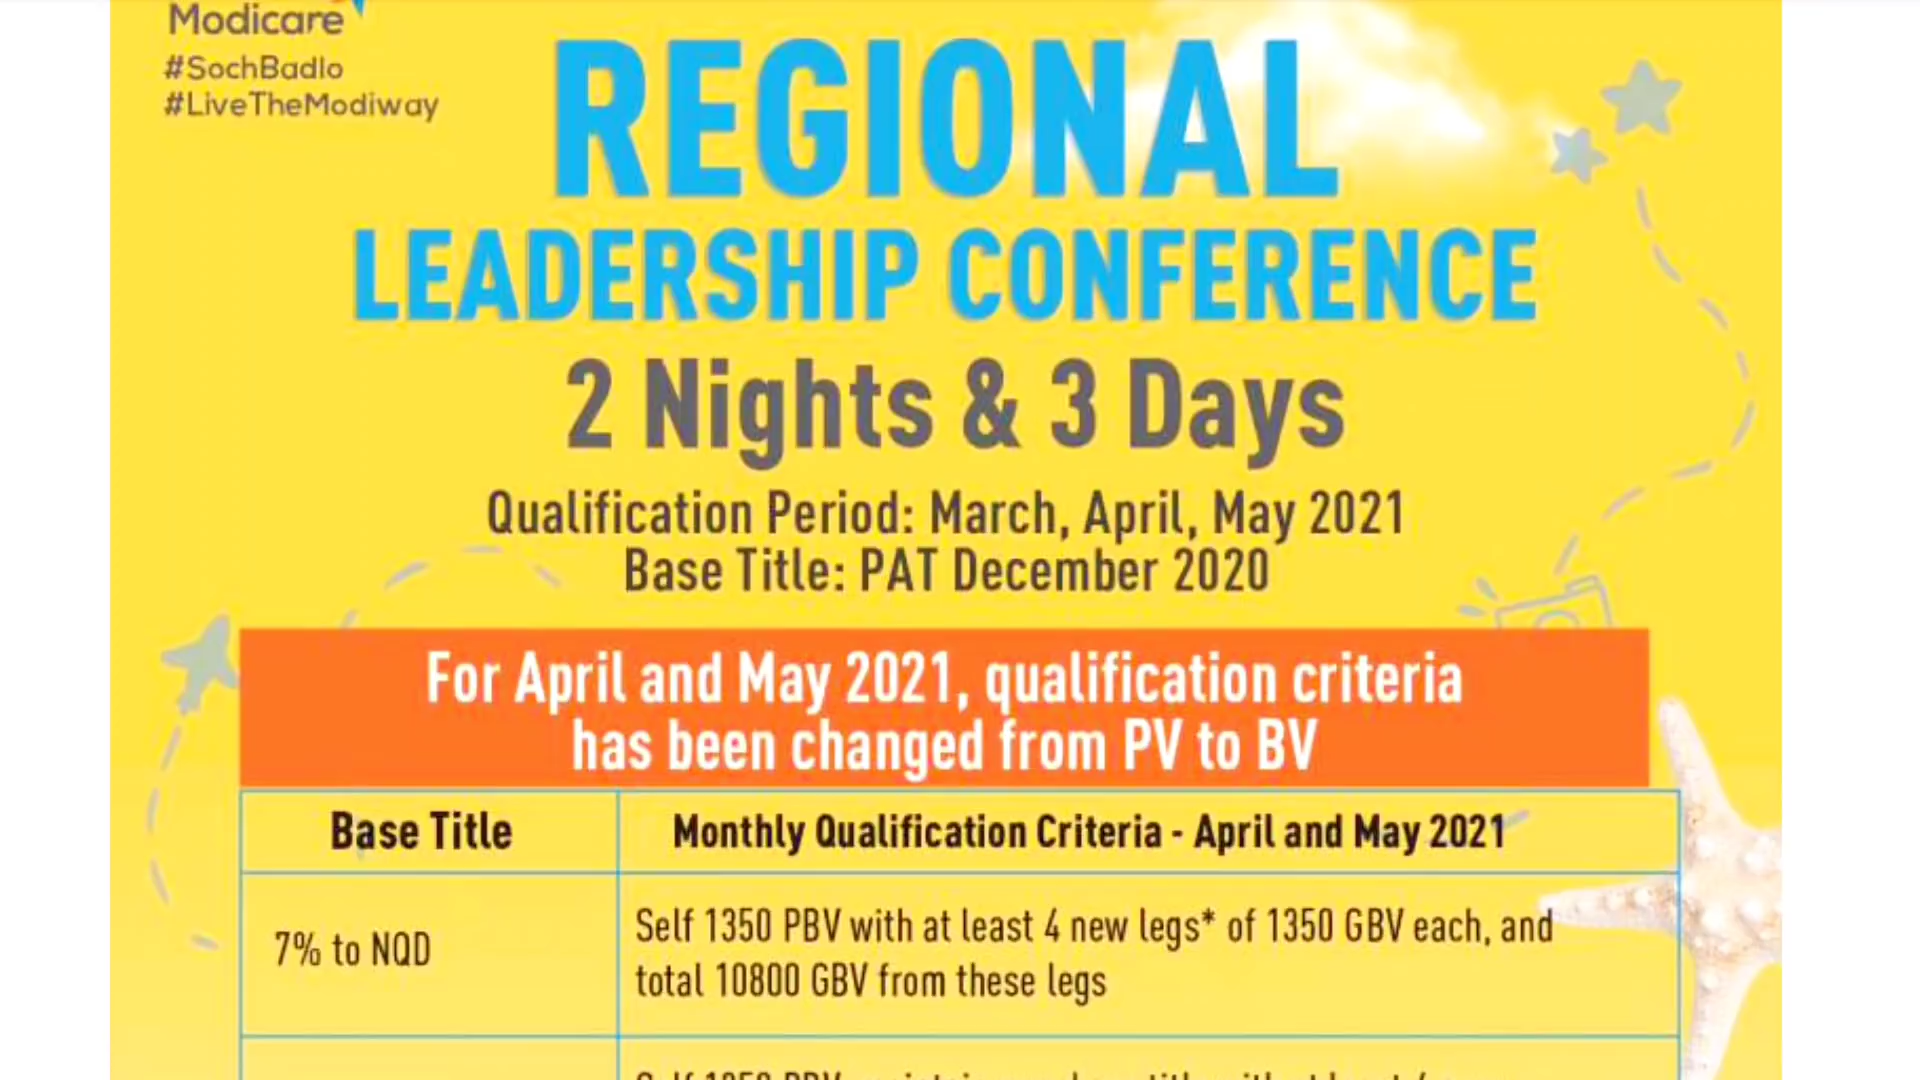 Modicare
#SochBadlo
#LiveTheModiway
REGIONAL
LEADERSHIP CONFERENCE
2 Nights & 3 Days
Qualification Period: March, April, May 2021
Base Title: PAT December 2020
For April and May 2021, qualification criteria
has been changed from PV to BV
Base Title
Monthly Qualification Criteria - April and May 2021
7% to NQD
Self 1350 PBV with at least 4 new legs* of 1350 GBV each, and
total 10800 GBV from these legs